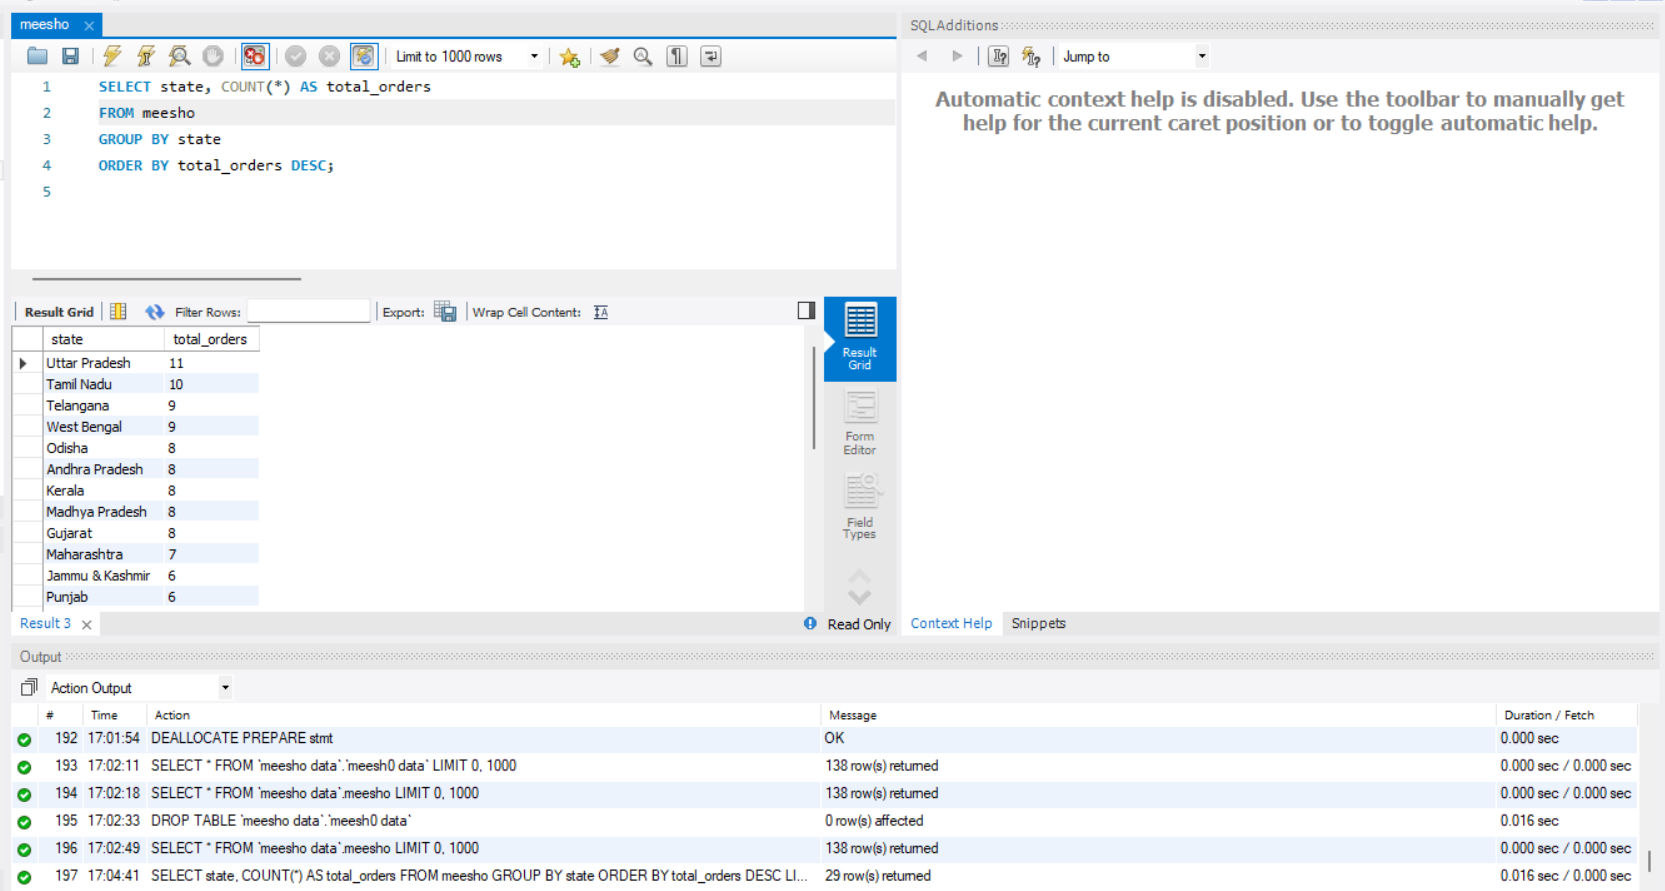 meesho
Limit to 1000 rows
1 SELECT state, COUNT(*) AS total_orders
2 FROM meesho
3 GROUP BY state
4 ORDER BY total_orders DESC;
5
Result Grid Filter Rows: Export: Wrap Cell Content:
state total_orders
Uttar Pradesh 11
Tamil Nadu 10
Telangana 9
West Bengal 9
Odisha 8
Andhra Pradesh 8
Kerala 8
Madhya Pradesh 8
Gujarat 8
Maharashtra 7
Jammu & Kashmir 6
Punjab 6
Result
Grid
Form
Editor
Field
Types
Result 3
Read Only
SQLAdditions
Jump to
Automatic context help is disabled. Use the toolbar to manually get
help for the current caret position or to toggle automatic help.
Context Help Snippets
Output
Action Output
# Time Action Message Duration / Fetch
192 17:01:54 DEALLOCATE PREPARE stmt OK 0.000 sec
193 17:02:11 SELECT * FROM `meesho data`.`meesh0 data` LIMIT 0, 1000 138 row(s) returned 0.000 sec / 0.000 sec
194 17:02:18 SELECT * FROM `meesho data`.meesho LIMIT 0, 1000 138 row(s) returned 0.000 sec / 0.000 sec
195 17:02:33 DROP TABLE `meesho data`.`meesh0 data` 0 row(s) affected 0.016 sec
196 17:02:49 SELECT * FROM `meesho data`.meesho LIMIT 0, 1000 138 row(s) returned 0.000 sec / 0.000 sec
197 17:04:41 SELECT state, COUNT(*) AS total_orders FROM meesho GROUP BY state ORDER BY total_orders DESC LI... 29 row(s) returned 0.016 sec / 0.000 sec